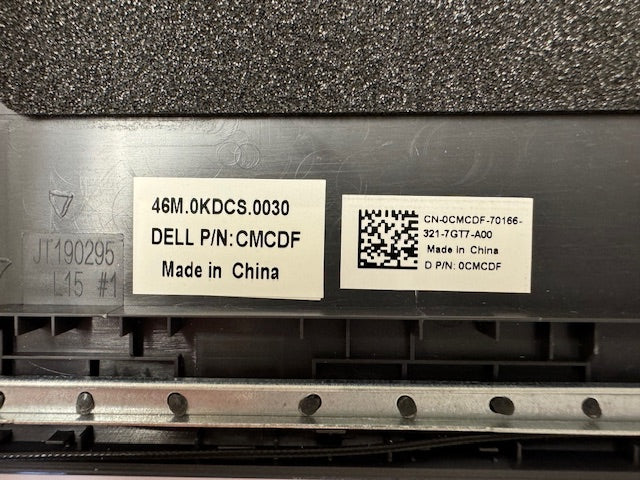 46M.0KDCS.0030
DELL P/N: CMCDF
Made in China
CN-0CMCDF-70166-
321-7GT7-A00
Made in China
D P/N: 0CMCDF
JT190295
L15 #1